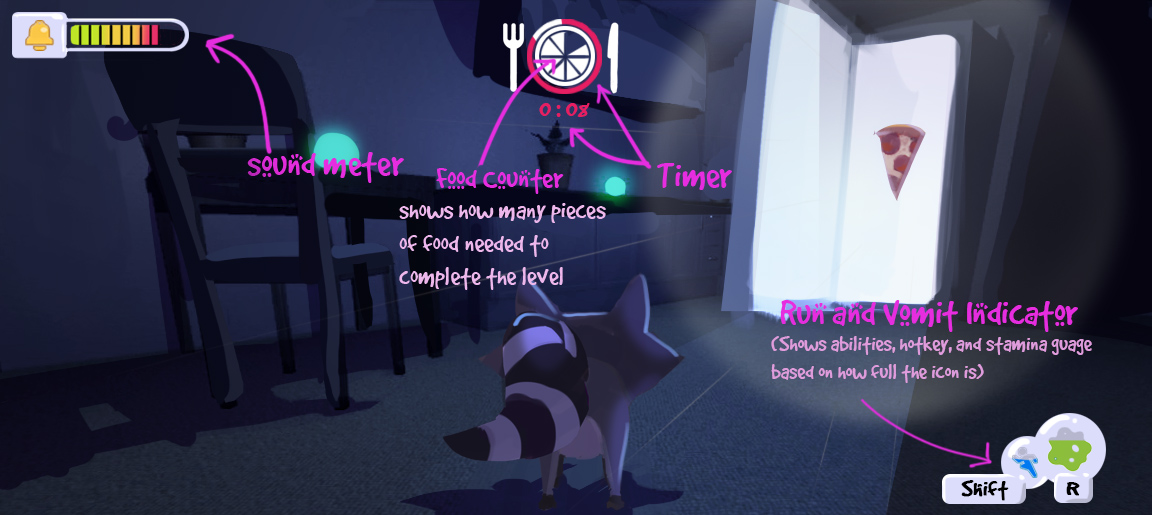 0:08
sound meter
Food Counter
shows how many pieces
of food needed to
complete the level
Timer
Run and Vomit Indicator
(Shows abilities, hotkey, and stamina guage
based on how full the icon is)
Shift
R